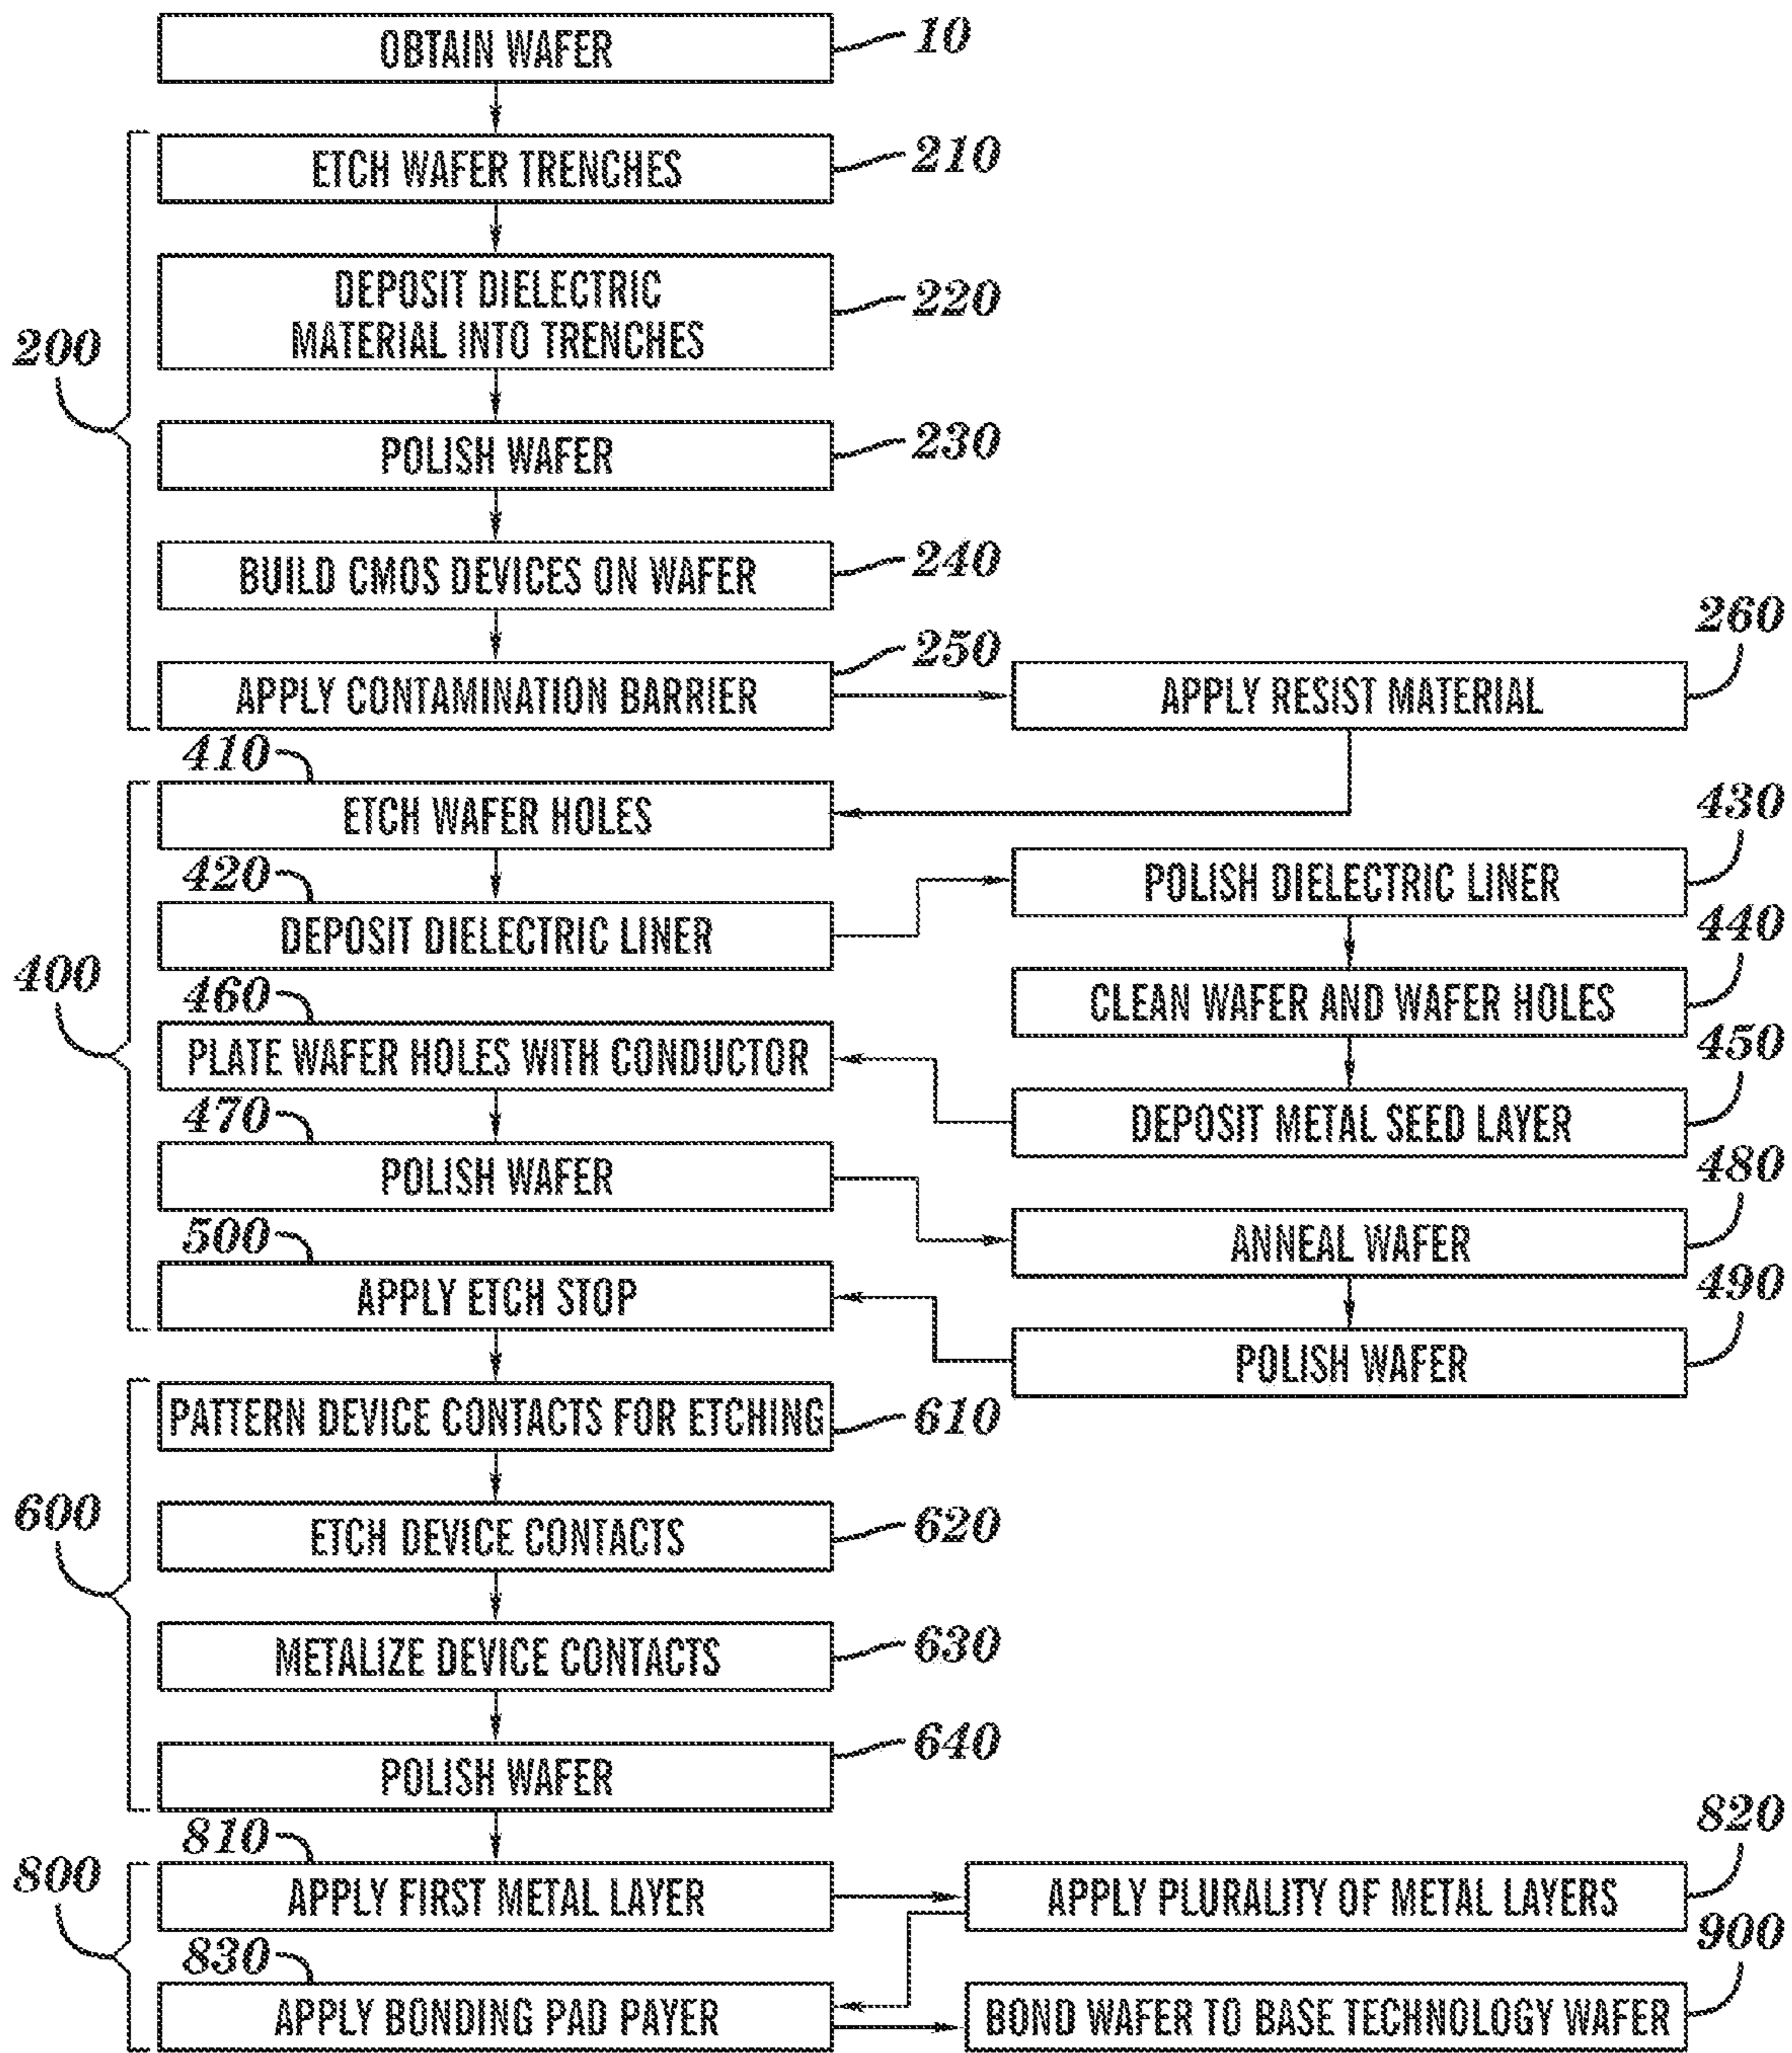 OBTAIN WAFER
10
ETCH WAFER TRENCHES
210
DEPOSIT DIELECTRIC
MATERIAL INTO TRENCHES
220
200
POLISH WAFER
230
BUILD CMOS DEVICES ON WAFER
240
APPLY CONTAMINATION BARRIER
250
APPLY RESIST MATERIAL
260
410
ETCH WAFER HOLES
420
DEPOSIT DIELECTRIC LINER
POLISH DIELECTRIC LINER
430
CLEAN WAFER AND WAFER HOLES
440
DEPOSIT METAL SEED LAYER
450
400
460
PLATE WAFER HOLES WITH CONDUCTOR
470
POLISH WAFER
ANNEAL WAFER
480
POLISH WAFER
490
500
APPLY ETCH STOP
PATTERN DEVICE CONTACTS FOR ETCHING
610
600
ETCH DEVICE CONTACTS
620
METALIZE DEVICE CONTACTS
630
POLISH WAFER
640
800
810
APPLY FIRST METAL LAYER
APPLY PLURALITY OF METAL LAYERS
820
830
APPLY BONDING PAD PAYER
BOND WAFER TO BASE TECHNOLOGY WAFER
900